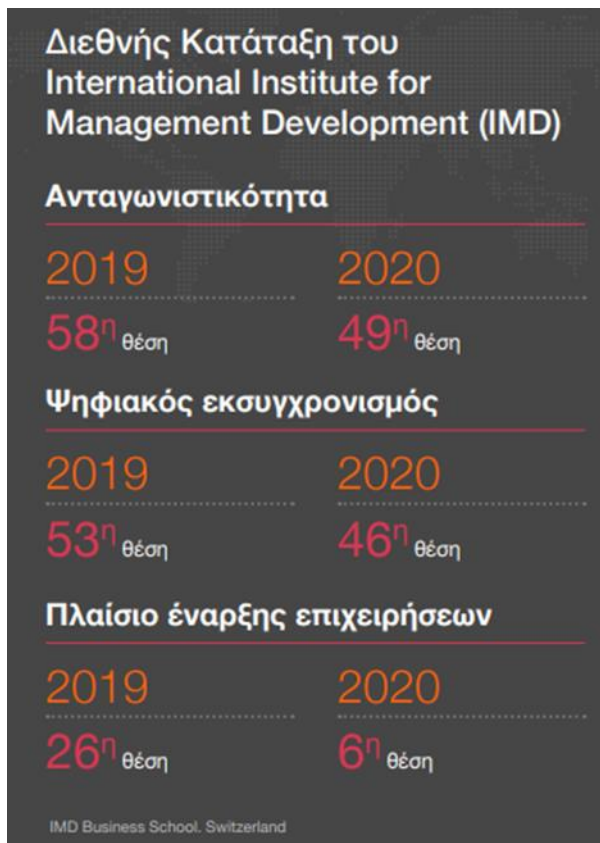 Διεθνής Κατάταξη του
International Institute for
Management Development (IMD)
Ανταγωνιστικότητα
2019 2020
58η θέση 49η θέση
Ψηφιακός εκσυγχρονισμός
2019 2020
53η θέση 46η θέση
Πλαίσιο έναρξης επιχειρήσεων
2019 2020
26η θέση 6η θέση
IMD Business School. Switzerland